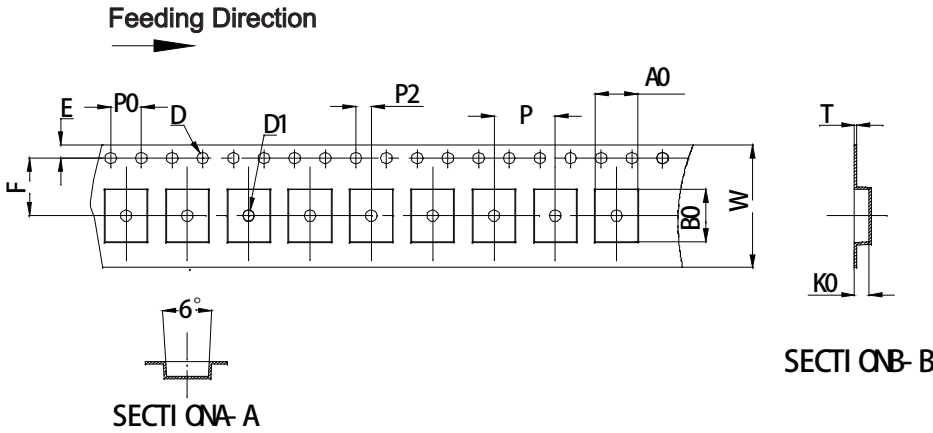 Feeding Direction
E
P0
D
D1
P2
P
A0
T
F
B0
W
K0
6°
SECTI ONB- B
SECTI ONA- A